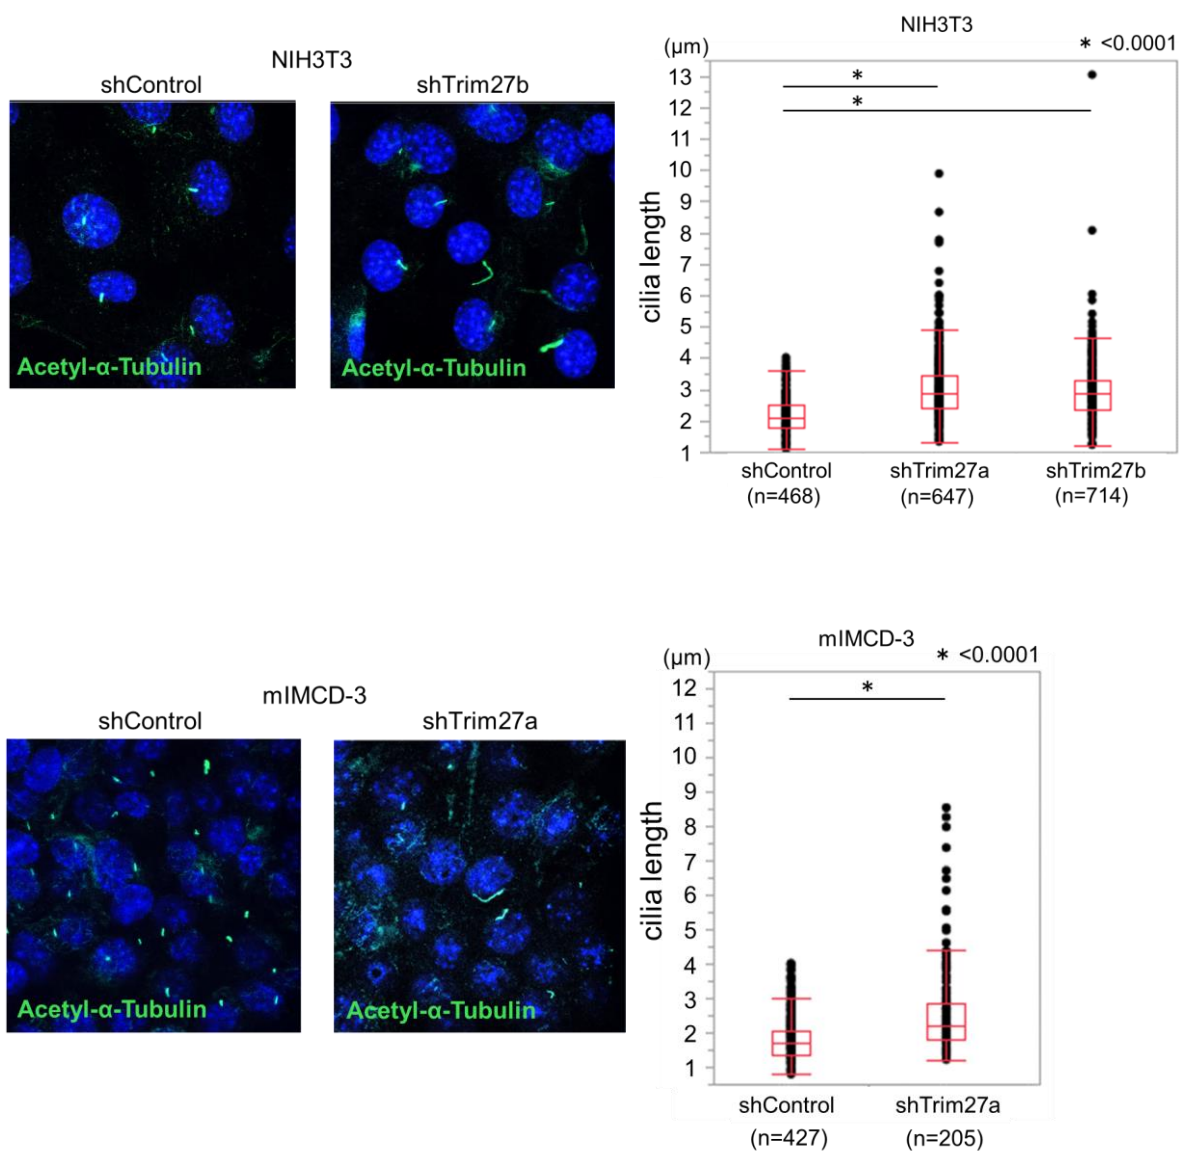 NIH3T3
shControl
shTrim27b
Acetyl-α-Tubulin
Acetyl-α-Tubulin
NIH3T3
(μm)
* <0.0001
13
12
11
10
9
8
7
6
5
4
3
2
1
cilia length
*
*
shControl
shTrim27a
shTrim27b
(n=468)
(n=647)
(n=714)
mIMCD-3
shControl
shTrim27a
Acetyl-α-Tubulin
Acetyl-α-Tubulin
mIMCD-3
(μm)
* <0.0001
12
11
10
9
8
7
6
5
4
3
2
1
cilia length
*
shControl
shTrim27a
(n=427)
(n=205)